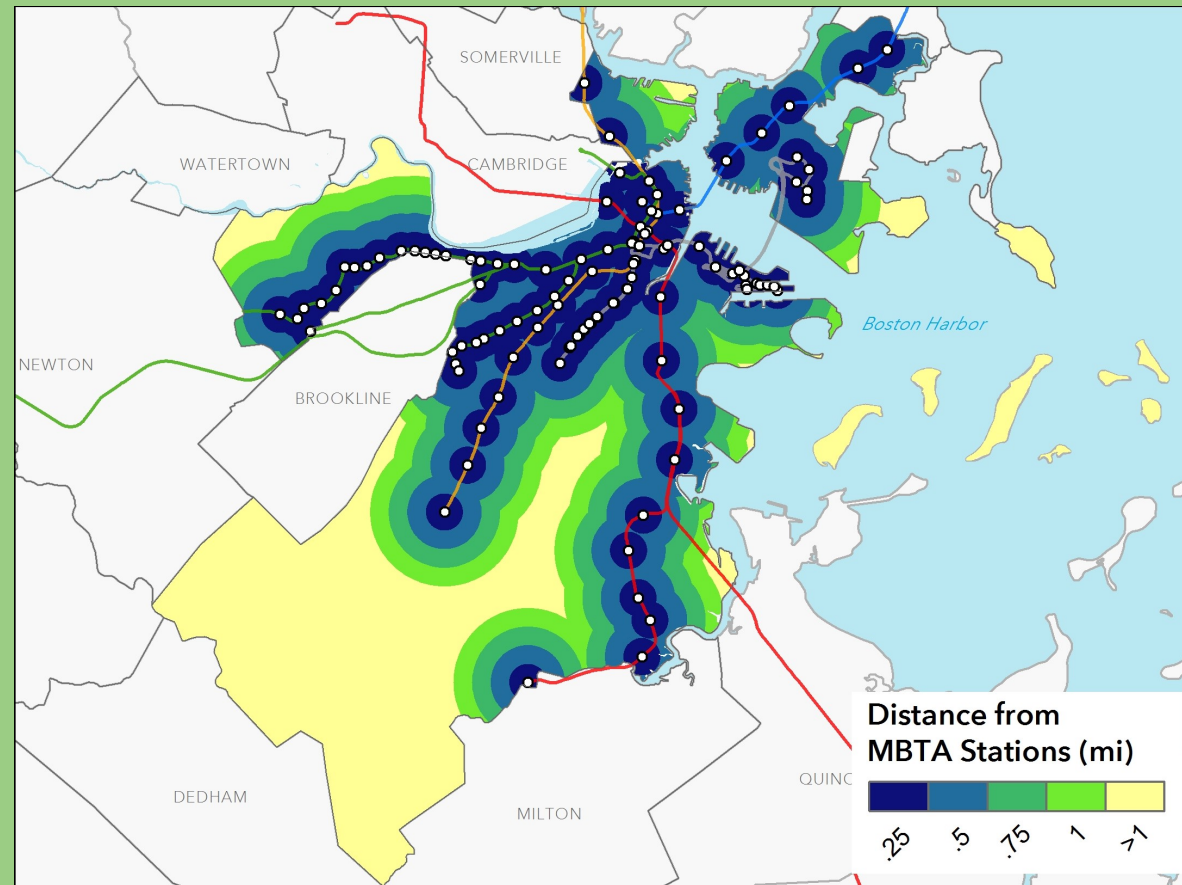 SOMERVILLE
WATERTOWN
CAMBRIDGE
Boston Harbor
NEWTON
BROOKLINE
Distance from
MBTA Stations (mi)
QUINC
DEDHAM
MILTON
.25 .5 .75 1 >1